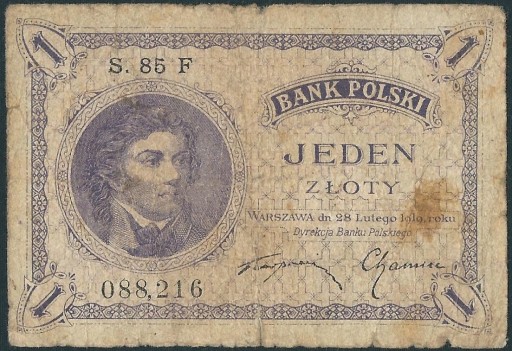 1 1
S. 85 F
BANK POLSKI
JEDEN
ZŁOTY
WARSZAWA dn 28 Lutego 1919 roku
Dyrekcja Banku Polskiego
088,216
1 1